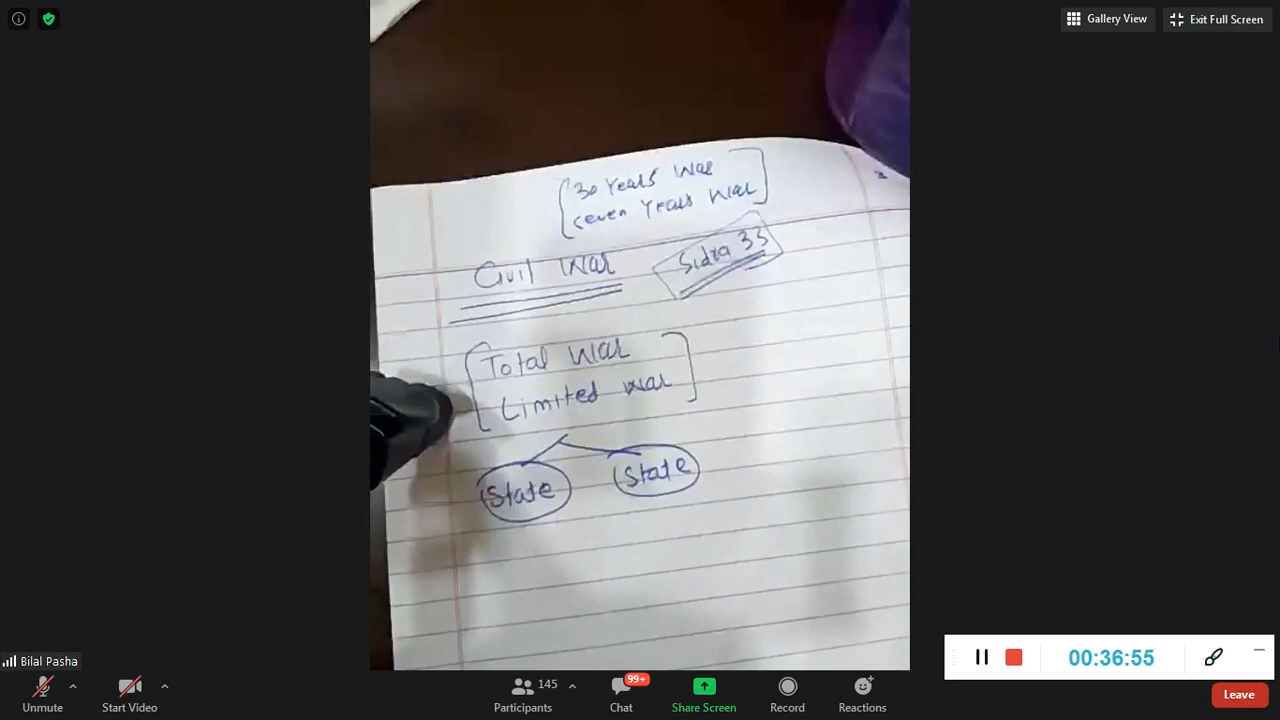 Gallery View
Exit Full Screen
30 Years War
Seven Years War
Civil War
Sidra 33
Total War
Limited War
State State
Bilal Pasha
00:36:55
Unmute
Start Video
Participants
145
Chat
99+
Share Screen
Record
Reactions
Leave